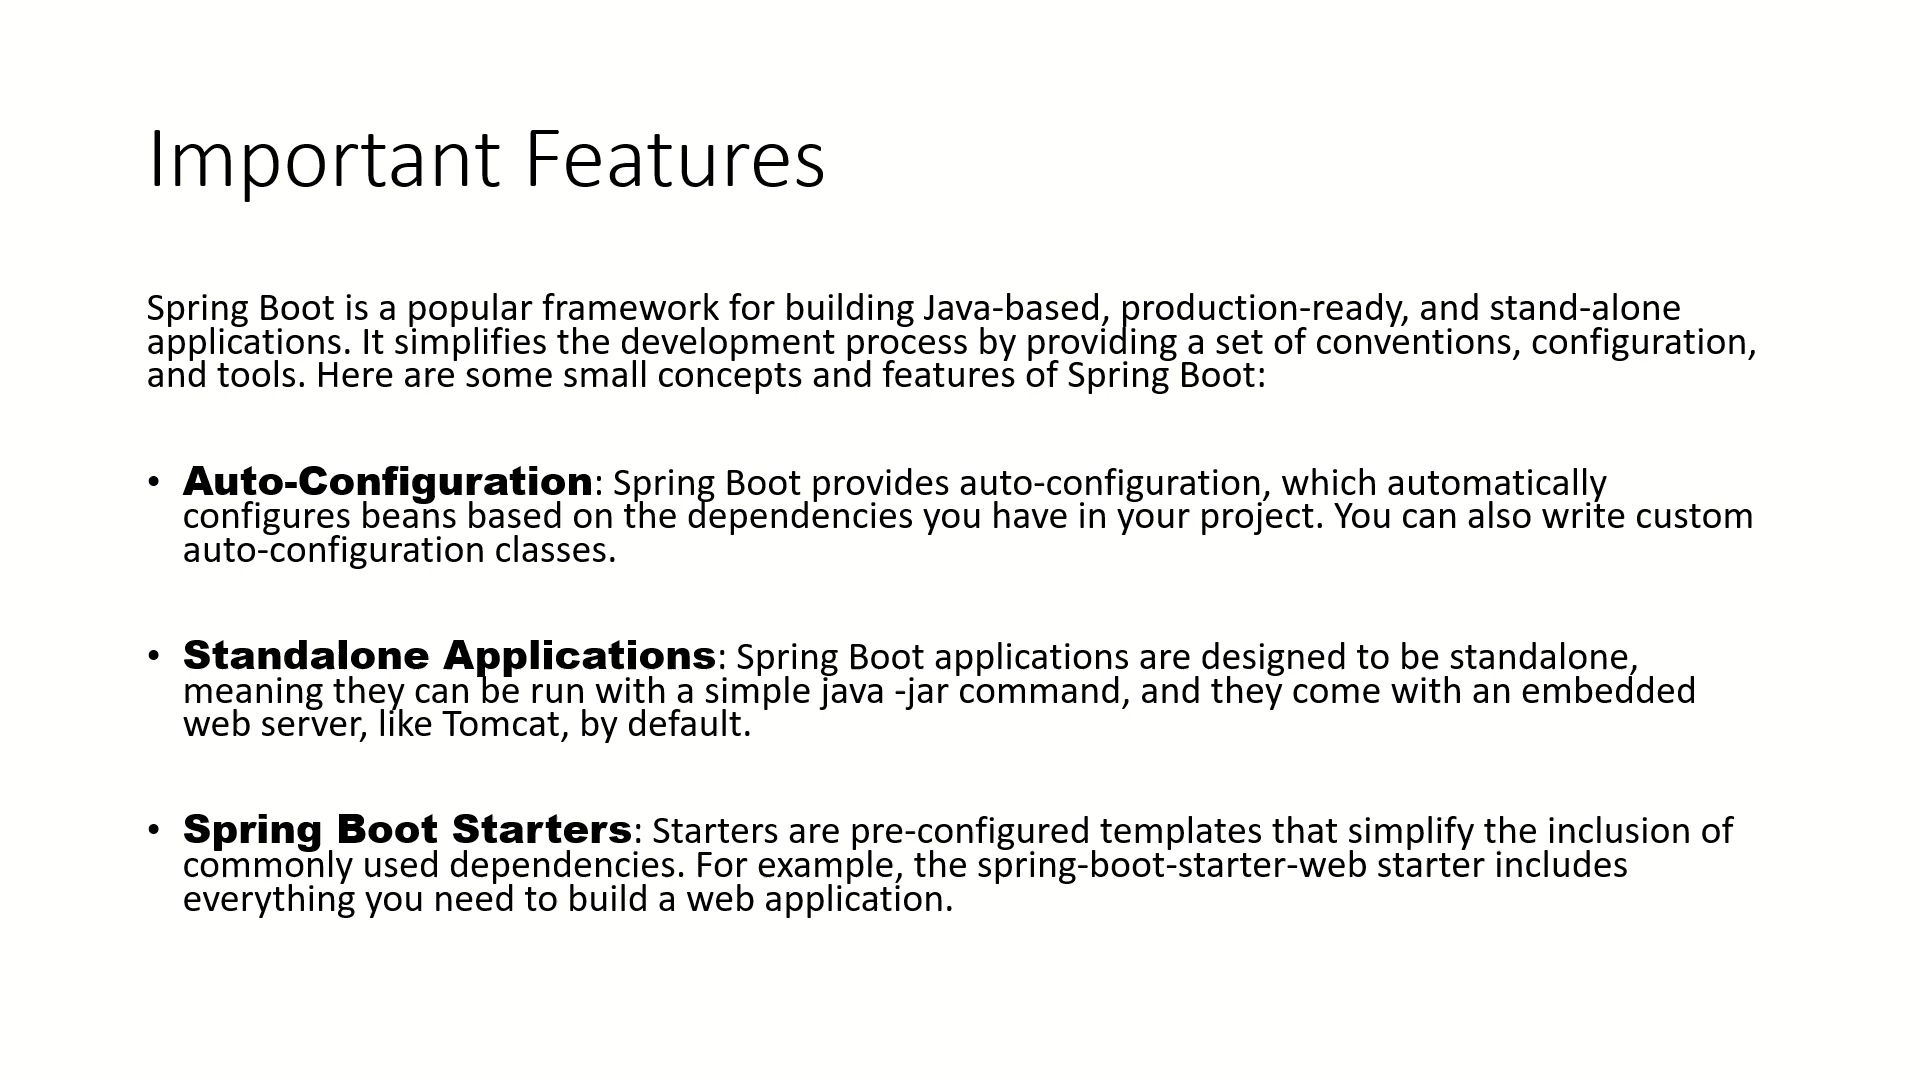 Important Features
Spring Boot is a popular framework for building Java-based, production-ready, and stand-alone
applications. It simplifies the development process by providing a set of conventions, configuration,
and tools. Here are some small concepts and features of Spring Boot:
• Auto-Configuration: Spring Boot provides auto-configuration, which automatically
configures beans based on the dependencies you have in your project. You can also write custom
auto-configuration classes.
• Standalone Applications: Spring Boot applications are designed to be standalone,
meaning they can be run with a simple java -jar command, and they come with an embedded
web server, like Tomcat, by default.
• Spring Boot Starters: Starters are pre-configured templates that simplify the inclusion of
commonly used dependencies. For example, the spring-boot-starter-web starter includes
everything you need to build a web application.